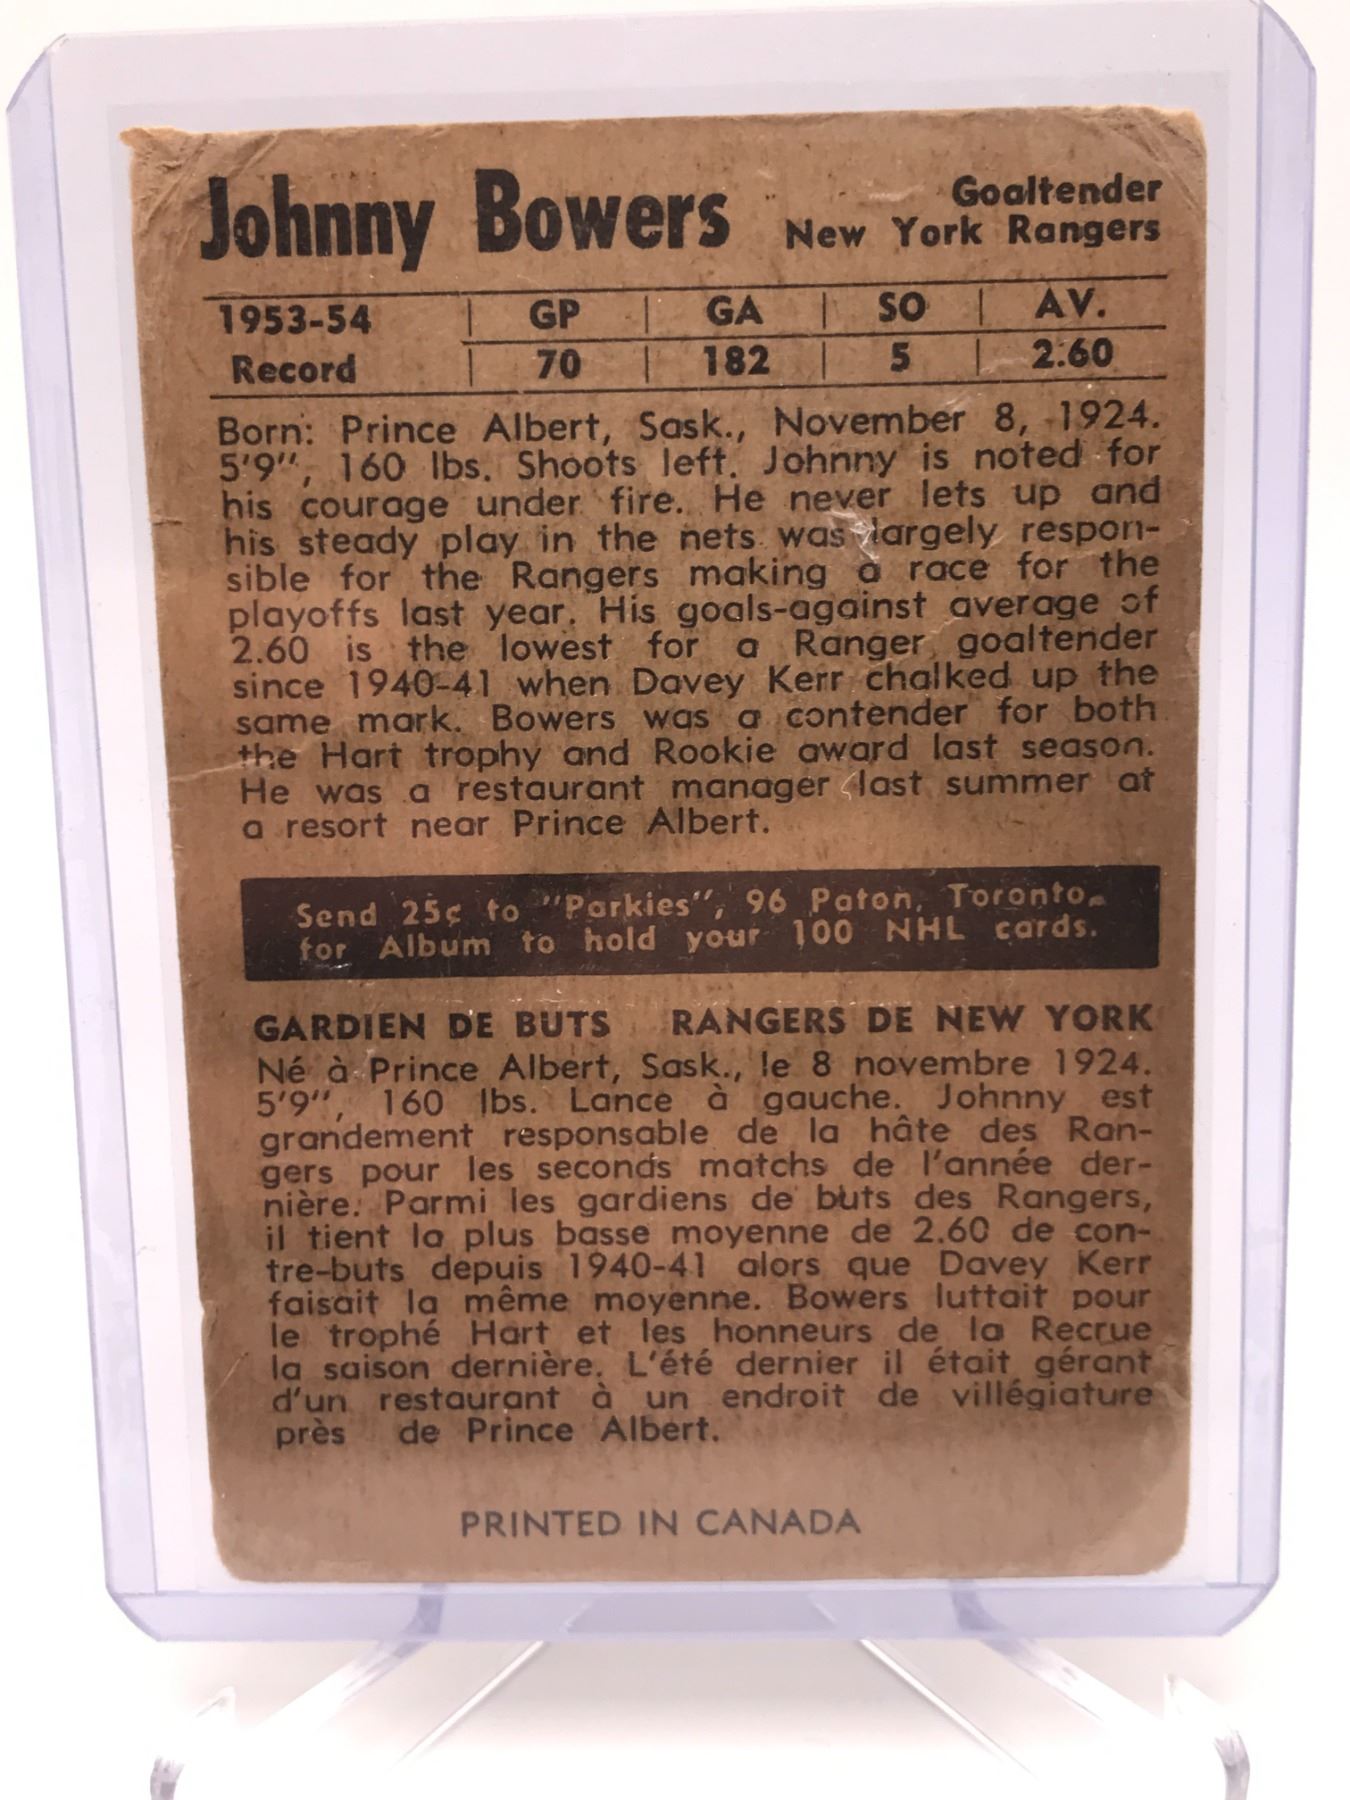 Johnny Bowers Goaltender
New York Rangers
1953-54 | GP | GA | SO | AV.
Record | 70 | 182 | 5 | 2.60
Born: Prince Albert, Sask., November 8, 1924.
5'9", 160 lbs. Shoots left. Johnny is noted for
his courage under fire. He never lets up and
his steady play in the nets was largely respon-
sible for the Rangers making a race for the
playoffs last year. His goals-against average of
2.60 is the lowest for a Ranger goaltender
since 1940-41 when Davey Kerr chalked up the
same mark. Bowers was a contender for both
the Hart trophy and Rookie award last season.
He was a restaurant manager last summer at
a resort near Prince Albert.
Send 25¢ to "Parkies", 96 Paton, Toronto.
for Album to hold your 100 NHL cards.
GARDIEN DE BUTS RANGERS DE NEW YORK
Né à Prince Albert, Sask., le 8 novembre 1924.
5'9", 160 lbs. Lance à gauche. Johnny est
grandement responsable de la hâte des Ran-
gers pour les seconds matchs de l'année der-
nière. Parmi les gardiens de buts des Rangers,
il tient la plus basse moyenne de 2.60 de con-
tre-buts depuis 1940-41 alors que Davey Kerr
faisait la même moyenne. Bowers luttait pour
le trophé Hart et les honneurs de la Recrue
la saison dernière. L'été dernier il était gérant
d'un restaurant à un endroit de villégiature
près de Prince Albert.
PRINTED IN CANADA